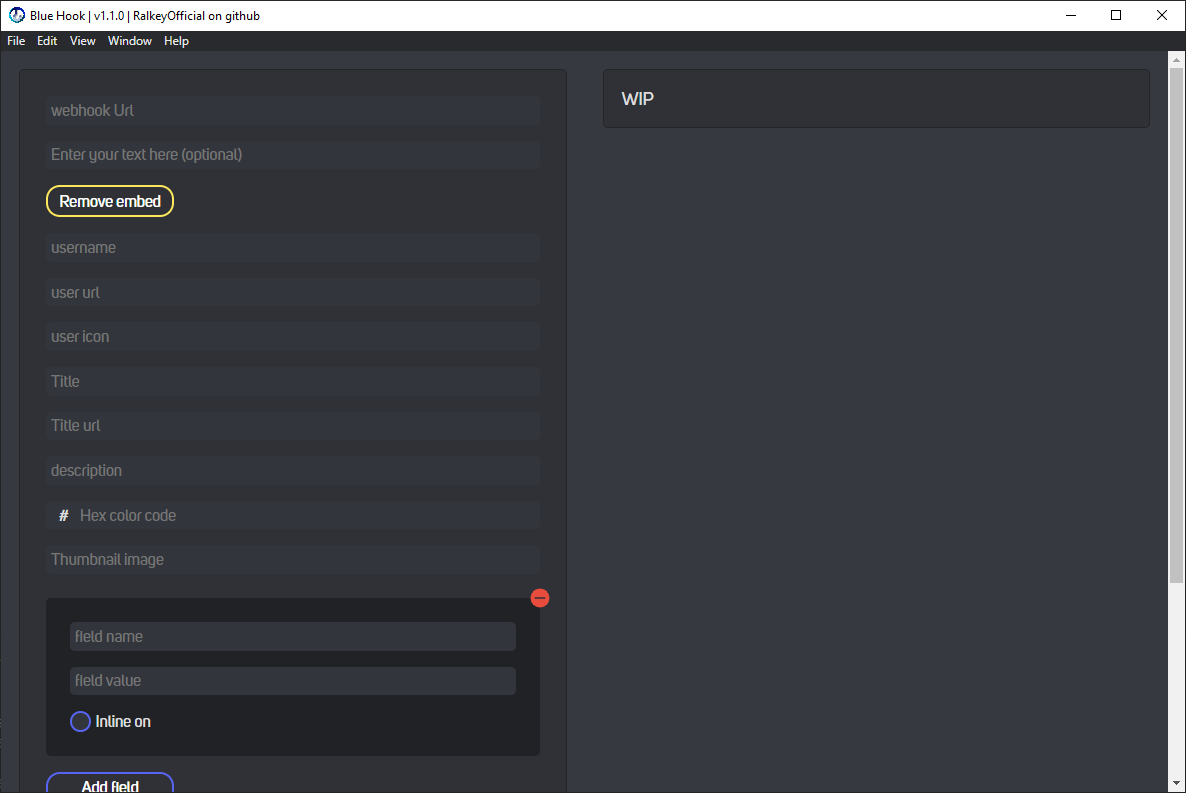 Blue Hook | v1.1.0 | RalkeyOfficial on github
File Edit View Window Help
webhook Url
Enter your text here (optional)
Remove embed
username
user url
user icon
Title
Title url
description
# Hex color code
Thumbnail image
field name
field value
Inline on
Add field
WIP